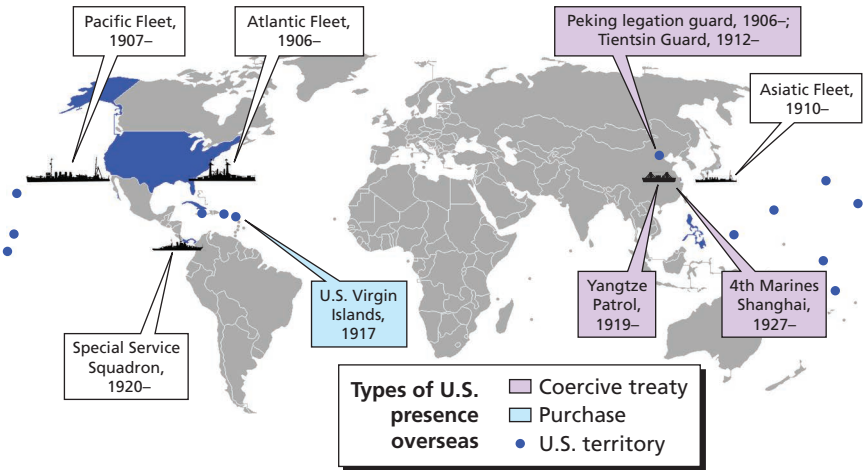 Pacific Fleet,
1907–
Atlantic Fleet,
1906–
Peking legation guard, 1906–;
Tientsin Guard, 1912–
Asiatic Fleet,
1910–
U.S. Virgin
Islands,
1917
Yangtze
Patrol,
1919–
4th Marines
Shanghai,
1927–
Special Service
Squadron,
1920–
Types of U.S.
presence
overseas
Coercive treaty
Purchase
U.S. territory